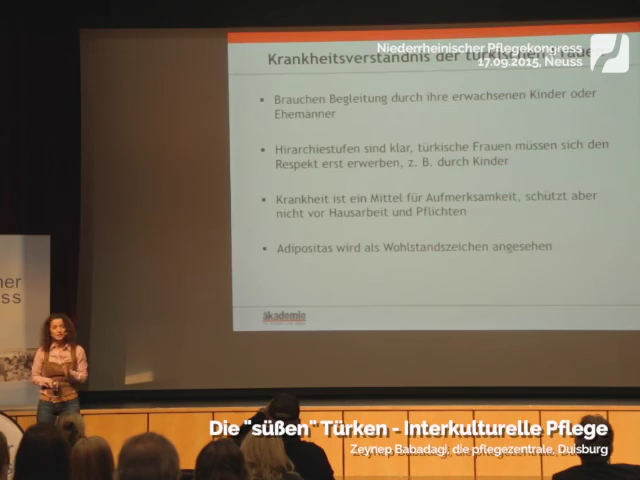 Niederrheinischer Pflegekongress
17.09.2015, Neuss
Krankheitsverständnis der türkischen
▪ Brauchen Begleitung durch ihre erwachsenen Kinder oder
Ehemänner
▪ Hirarchiestufen sind klar, türkische Frauen müssen sich den
Respekt erst erwerben, z. B. durch Kinder
▪ Krankheit ist ein Mittel für Aufmerksamkeit, schützt aber
nicht vor Hausarbeit und Pflichten
▪ Adipositas wird als Wohlstandszeichen angesehen
akademie
Die "süßen" Türken - Interkulturelle Pflege
Zeynep Babadagi, die pflegezentrale, Duisburg